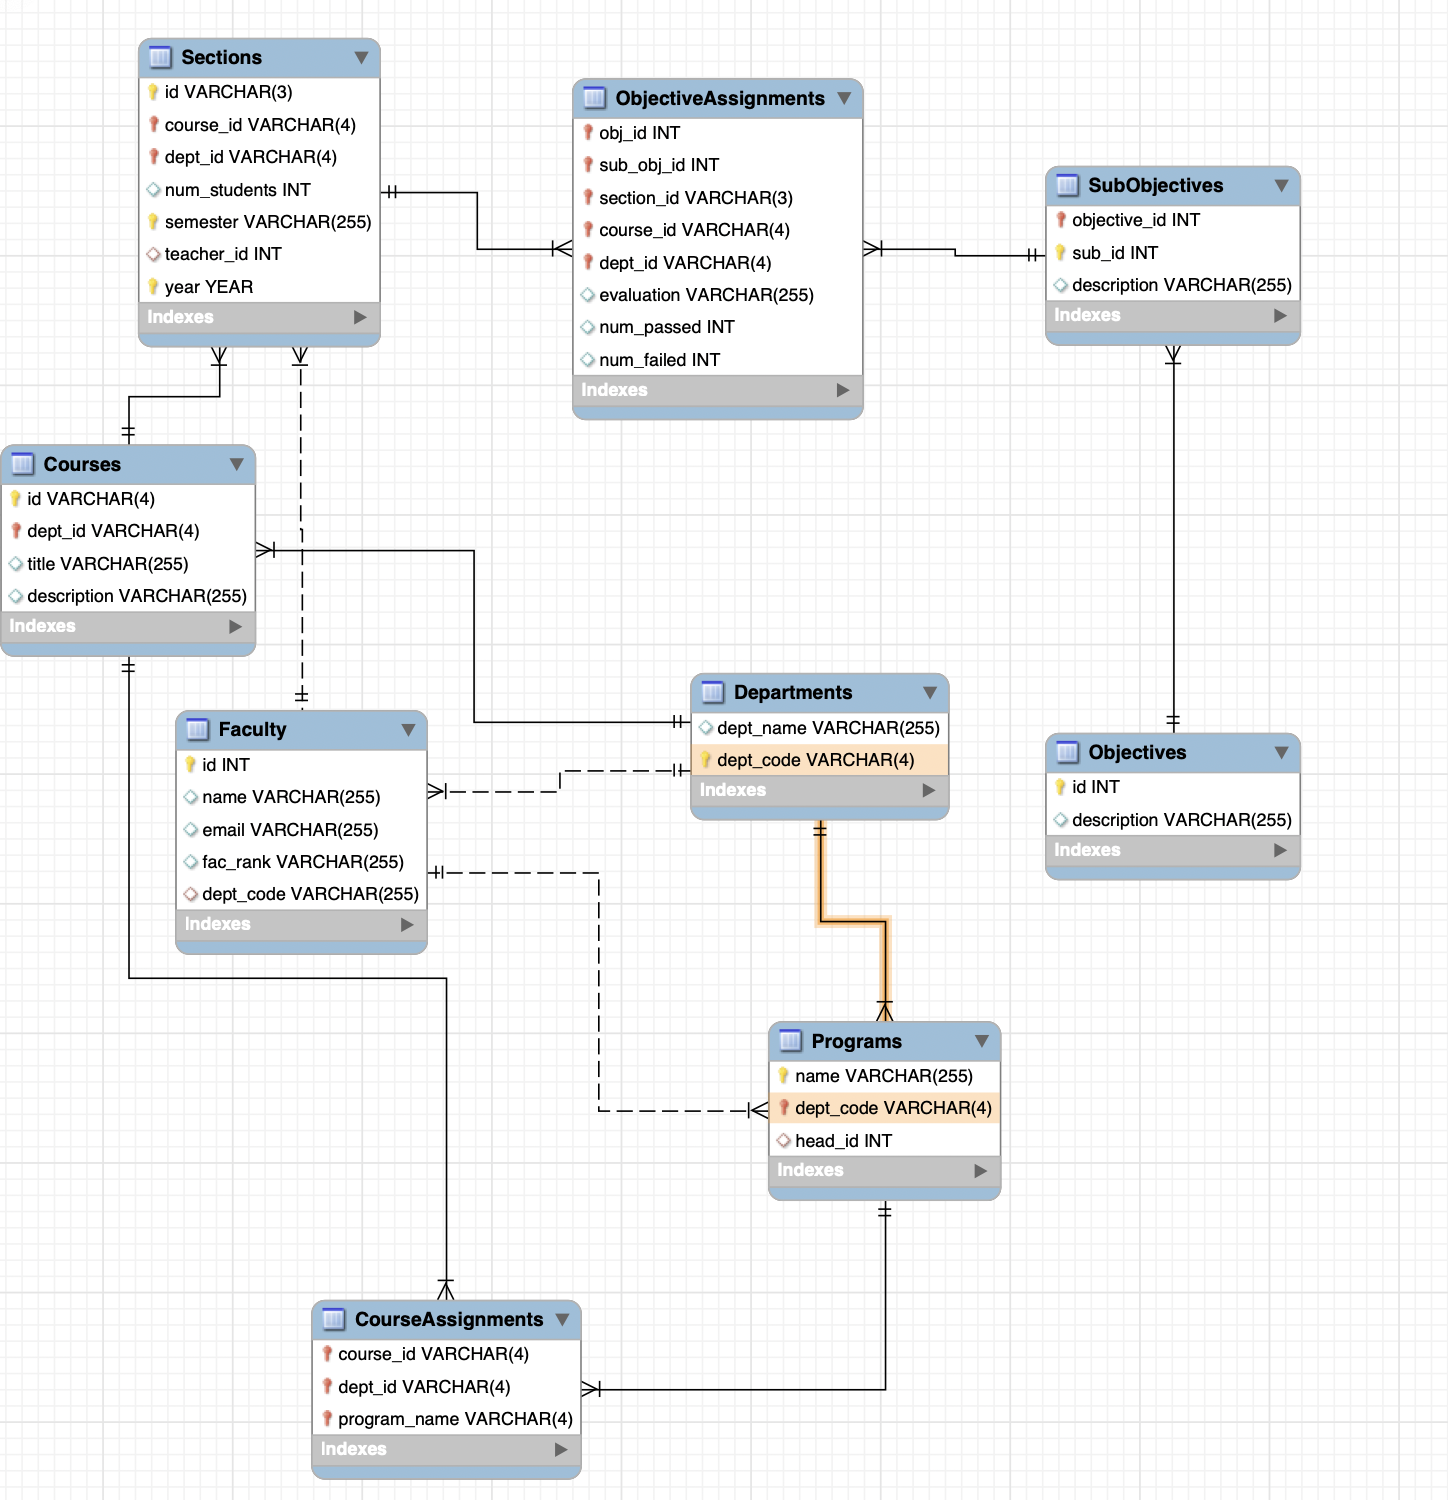 Sections
id VARCHAR(3)
course_id VARCHAR(4)
dept_id VARCHAR(4)
num_students INT
semester VARCHAR(255)
teacher_id INT
year YEAR
Indexes
ObjectiveAssignments
obj_id INT
sub_obj_id INT
section_id VARCHAR(3)
course_id VARCHAR(4)
dept_id VARCHAR(4)
evaluation VARCHAR(255)
num_passed INT
num_failed INT
Indexes
SubObjectives
objective_id INT
sub_id INT
description VARCHAR(255)
Indexes
Courses
id VARCHAR(4)
dept_id VARCHAR(4)
title VARCHAR(255)
description VARCHAR(255)
Indexes
Faculty
id INT
name VARCHAR(255)
email VARCHAR(255)
fac_rank VARCHAR(255)
dept_code VARCHAR(255)
Indexes
Departments
dept_name VARCHAR(255)
dept_code VARCHAR(4)
Indexes
Objectives
id INT
description VARCHAR(255)
Indexes
Programs
name VARCHAR(255)
dept_code VARCHAR(4)
head_id INT
Indexes
CourseAssignments
course_id VARCHAR(4)
dept_id VARCHAR(4)
program_name VARCHAR(4)
Indexes